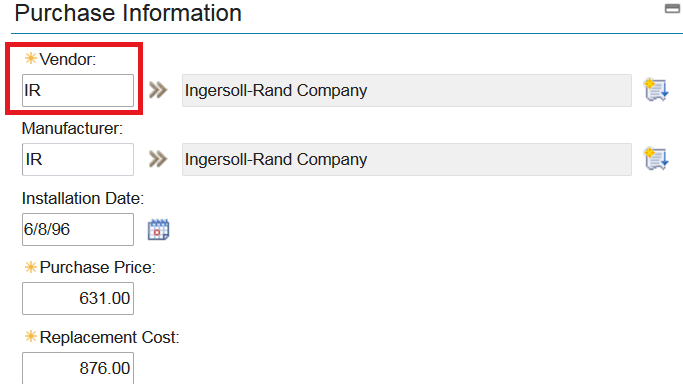 Purchase Information
Vendor:
IR
Ingersoll-Rand Company
Manufacturer:
IR
Ingersoll-Rand Company
Installation Date:
6/8/96
Purchase Price:
631.00
Replacement Cost:
876.00